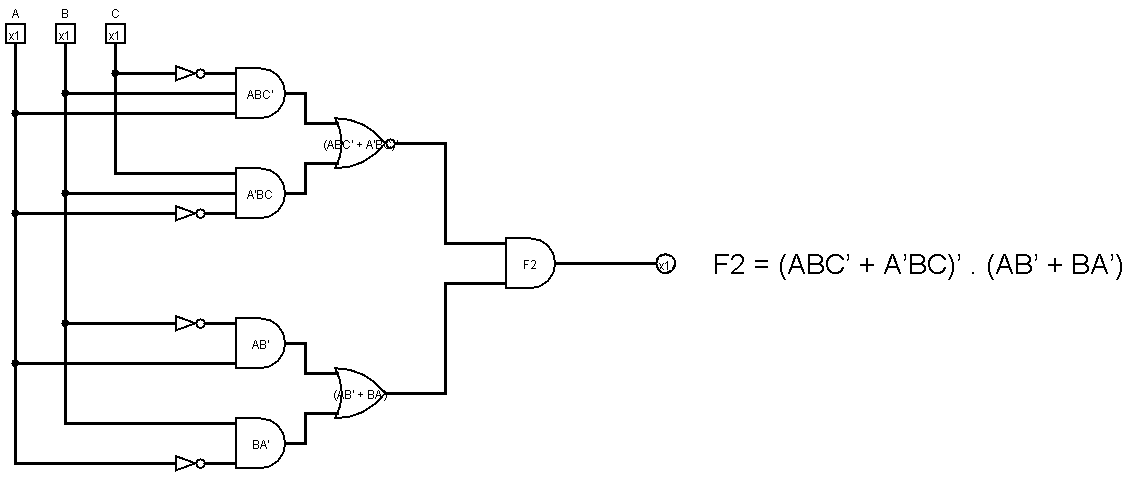 A B C
x1 x1 x1
ABC'
(ABC' + A'BC)'
A'BC
F2
x1
F2 = (ABC’ + A’BC)’ . (AB’ + BA’)
AB'
(AB' + BA')
BA'